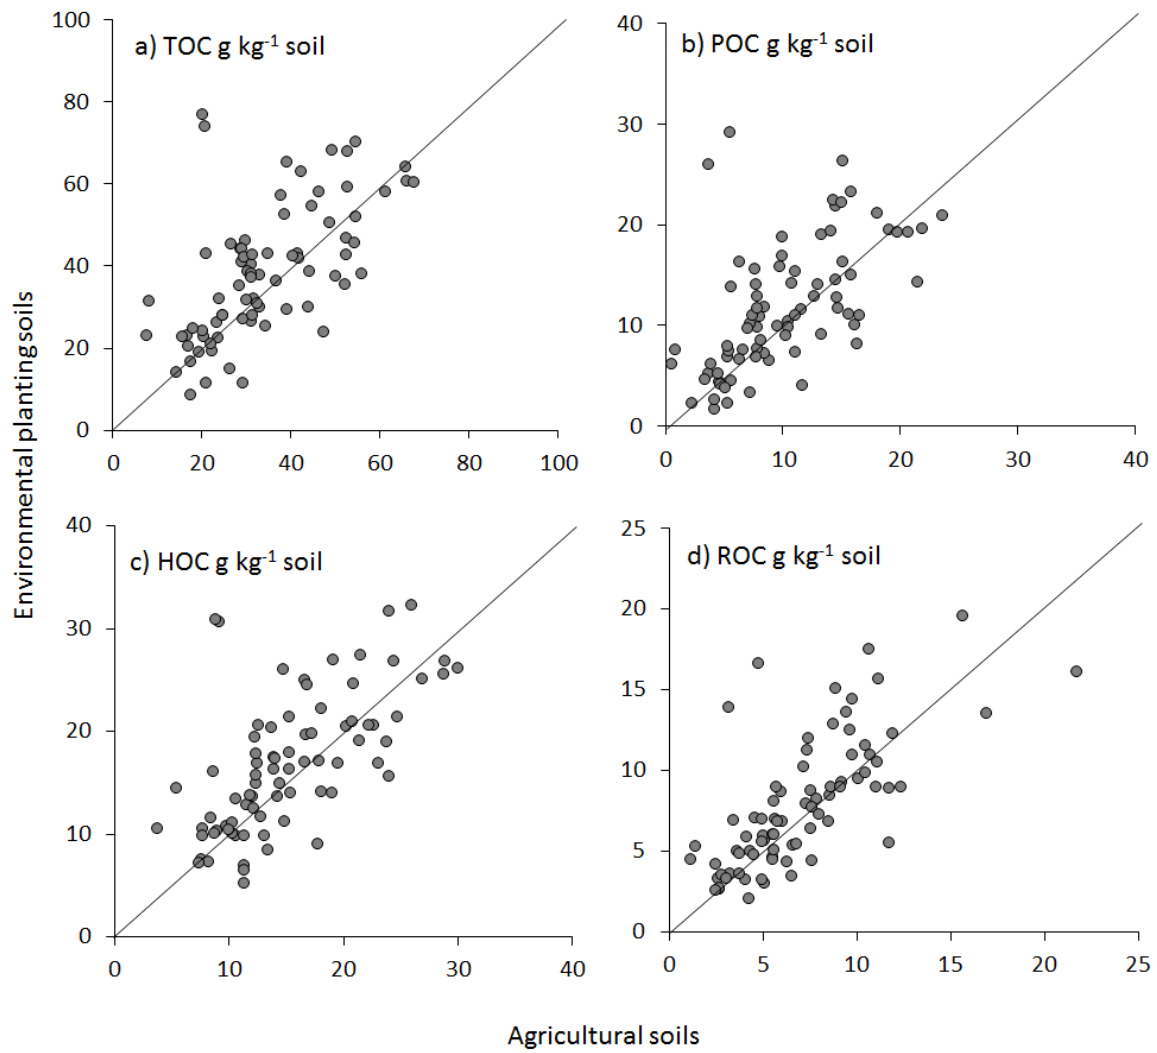 Environmental planting soils
a) TOC g kg⁻¹ soil
100
80
60
40
20
0
0 20 40 60 80 100
b) POC g kg⁻¹ soil
40
30
20
10
0
0 10 20 30 40
c) HOC g kg⁻¹ soil
40
30
20
10
0
0 10 20 30 40
d) ROC g kg⁻¹ soil
25
20
15
10
5
0
0 5 10 15 20 25
Agricultural soils